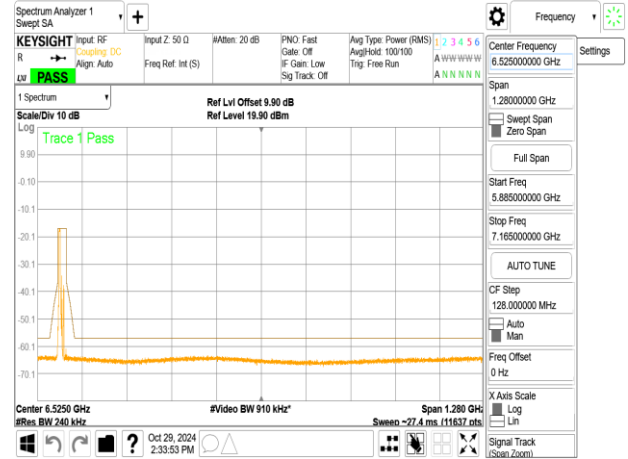 Spectrum Analyzer 1
Swept SA
Frequency
KEYSIGHT
R
LXI
PASS
Input: RF
Coupling: DC
Align: Auto
Input Z: 50 Ω
Freq Ref: Int (S)
#Atten: 20 dB
PNO: Fast
Gate: Off
IF Gain: Low
Sig Track: Off
Avg Type: Power (RMS)
Avg|Hold: 100/100
Trig: Free Run
1 2 3 4 5 6
A W W W W W
A N N N N N
1 Spectrum
Scale/Div 10 dB
Ref Lvl Offset 9.90 dB
Ref Level 19.90 dBm
Log
Trace 1 Pass
9.90
-0.10
-10.1
-20.1
-30.1
-40.1
-50.1
-60.1
-70.1
Center 6.5250 GHz
#Res BW 240 kHz
#Video BW 910 kHz*
Span 1.280 GHz
Sweep ~27.4 ms (11637 pts
Oct 29, 2024
2:33:53 PM
?
Center Frequency
6.525000000 GHz
Settings
Span
1.28000000 GHz
Swept Span
Zero Span
Full Span
Start Freq
5.885000000 GHz
Stop Freq
7.165000000 GHz
AUTO TUNE
CF Step
128.000000 MHz
Auto
Man
Freq Offset
0 Hz
X Axis Scale
Log
Lin
Signal Track
(Span Zoom)